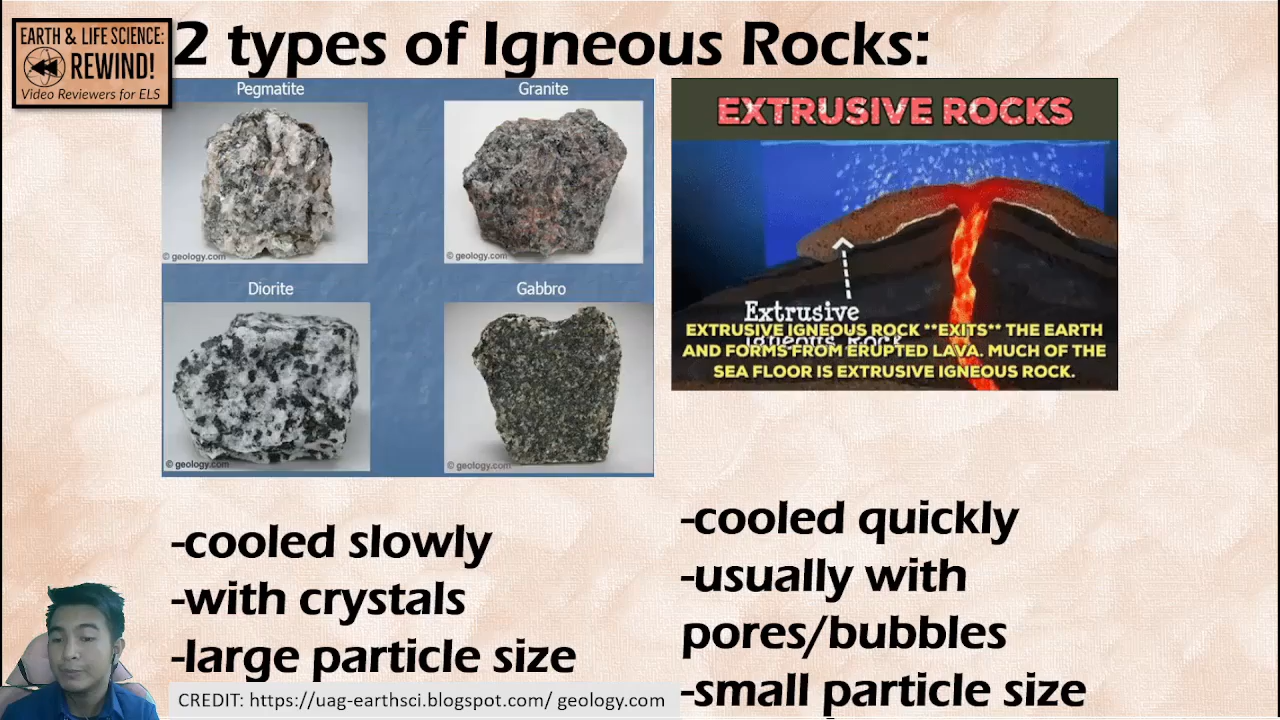 EARTH & LIFE SCIENCE:
REWIND!
Video Reviewers for ELS
2 types of Igneous Rocks:
Pegmatite
Granite
© geology.com
© geology.com
Diorite
Gabbro
© geology.com
© geology.com
-cooled slowly
-with crystals
-large particle size
EXTRUSIVE ROCKS
Extrusive
Igneous Rock
EXTRUSIVE IGNEOUS ROCK **EXITS** THE EARTH
AND FORMS FROM ERUPTED LAVA. MUCH OF THE
SEA FLOOR IS EXTRUSIVE IGNEOUS ROCK.
-cooled quickly
-usually with
pores/bubbles
-small particle size
CREDIT: https://uag-earthsci.blogspot.com/ geology.com